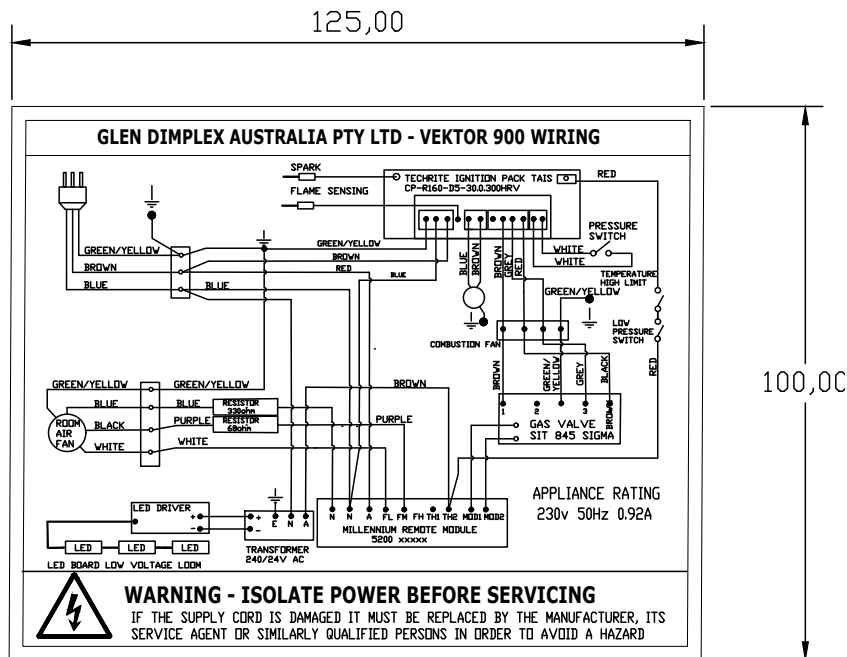 125,00
GLEN DIMPLEX AUSTRALIA PTY LTD - VEKTOR 900 WIRING
SPARK
FLAME SENSING
TECHRITE IGNITION PACK TAIS
CP-R160-D5-30.0.300HRV
RED
GREEN/YELLOW
BROWN
BLUE
BLUE
GREEN/YELLOW
BROWN
RED
BLUE
BLUE
BROWN
BROWN
GREY
RED
WHITE
WHITE
PRESSURE
SWITCH
TEMPERATURE
HIGH LIMIT
GREEN/YELLOW
LOW
PRESSURE
SWITCH
RED
COMBUSTION FAN
BROWN
GREEN/
YELLOW
GREY
BLACK
BROWN
100,00
GREEN/YELLOW
GREEN/YELLOW
BLUE
BLUE
RESISTOR
330ohm
BLACK
PURPLE
RESISTOR
68ohm
PURPLE
WHITE
WHITE
BROWN
ROOM
AIR
FAN
1
2
3
GAS VALVE
SIT 845 SIGMA
APPLIANCE RATING
230v 50Hz 0.92A
LED DRIVER
+
-
+
-
E N A
N N A FL FM FH TH1 TH2 MOD1 MOD2
MILLENNIUM REMOTE MODULE
5200 xxxxx
TRANSFORMER
240/24V AC
LED LED LED
LED BOARD LOW VOLTAGE LOOM
WARNING - ISOLATE POWER BEFORE SERVICING
IF THE SUPPLY CORD IS DAMAGED IT MUST BE REPLACED BY THE MANUFACTURER, ITS
SERVICE AGENT OR SIMILARLY QUALIFIED PERSONS IN ORDER TO AVOID A HAZARD